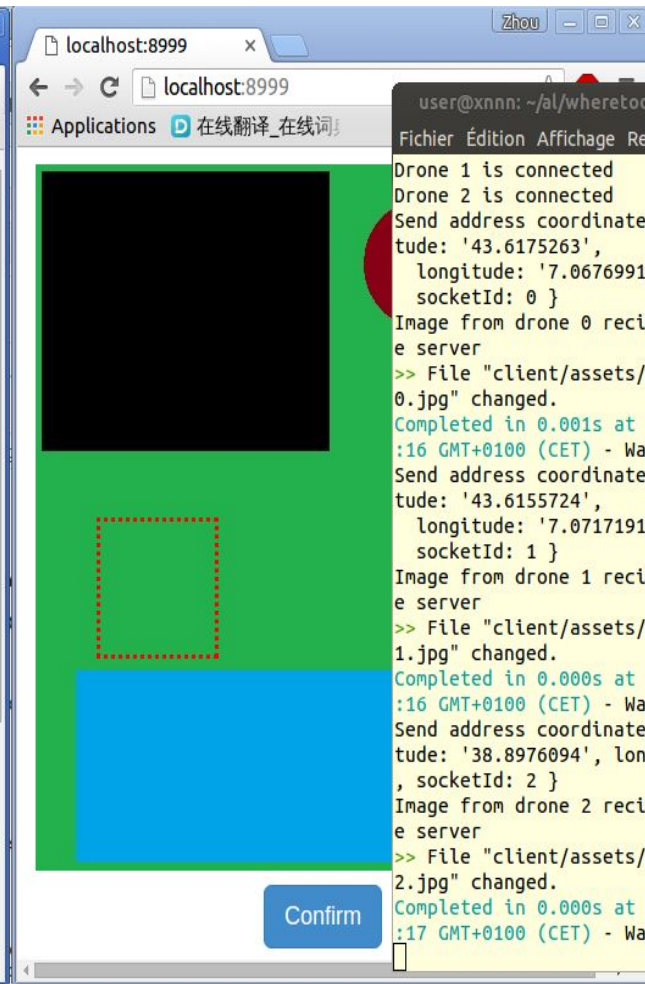 Zhou
localhost:8999
localhost:8999
Applications 在线翻译_在线词
user@xnnn: ~/al/wheretoo
Fichier Édition Affichage Re
Drone 1 is connected
Drone 2 is connected
Send address coordinate
tude: '43.6175263',
longitude: '7.0676991
socketId: 0 }
Image from drone 0 reci
e server
>> File "client/assets/
0.jpg" changed.
Completed in 0.001s at
:16 GMT+0100 (CET) - Wa
Send address coordinate
tude: '43.6155724',
longitude: '7.0717191
socketId: 1 }
Image from drone 1 reci
e server
>> File "client/assets/
1.jpg" changed.
Completed in 0.000s at
:16 GMT+0100 (CET) - Wa
Send address coordinate
tude: '38.8976094', lon
, socketId: 2 }
Image from drone 2 reci
e server
>> File "client/assets/
2.jpg" changed.
Completed in 0.000s at
:17 GMT+0100 (CET) - Wa
Confirm